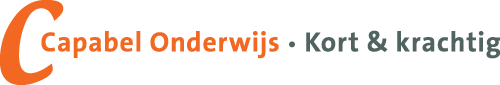 Capabel Onderwijs • Kort & krachtig